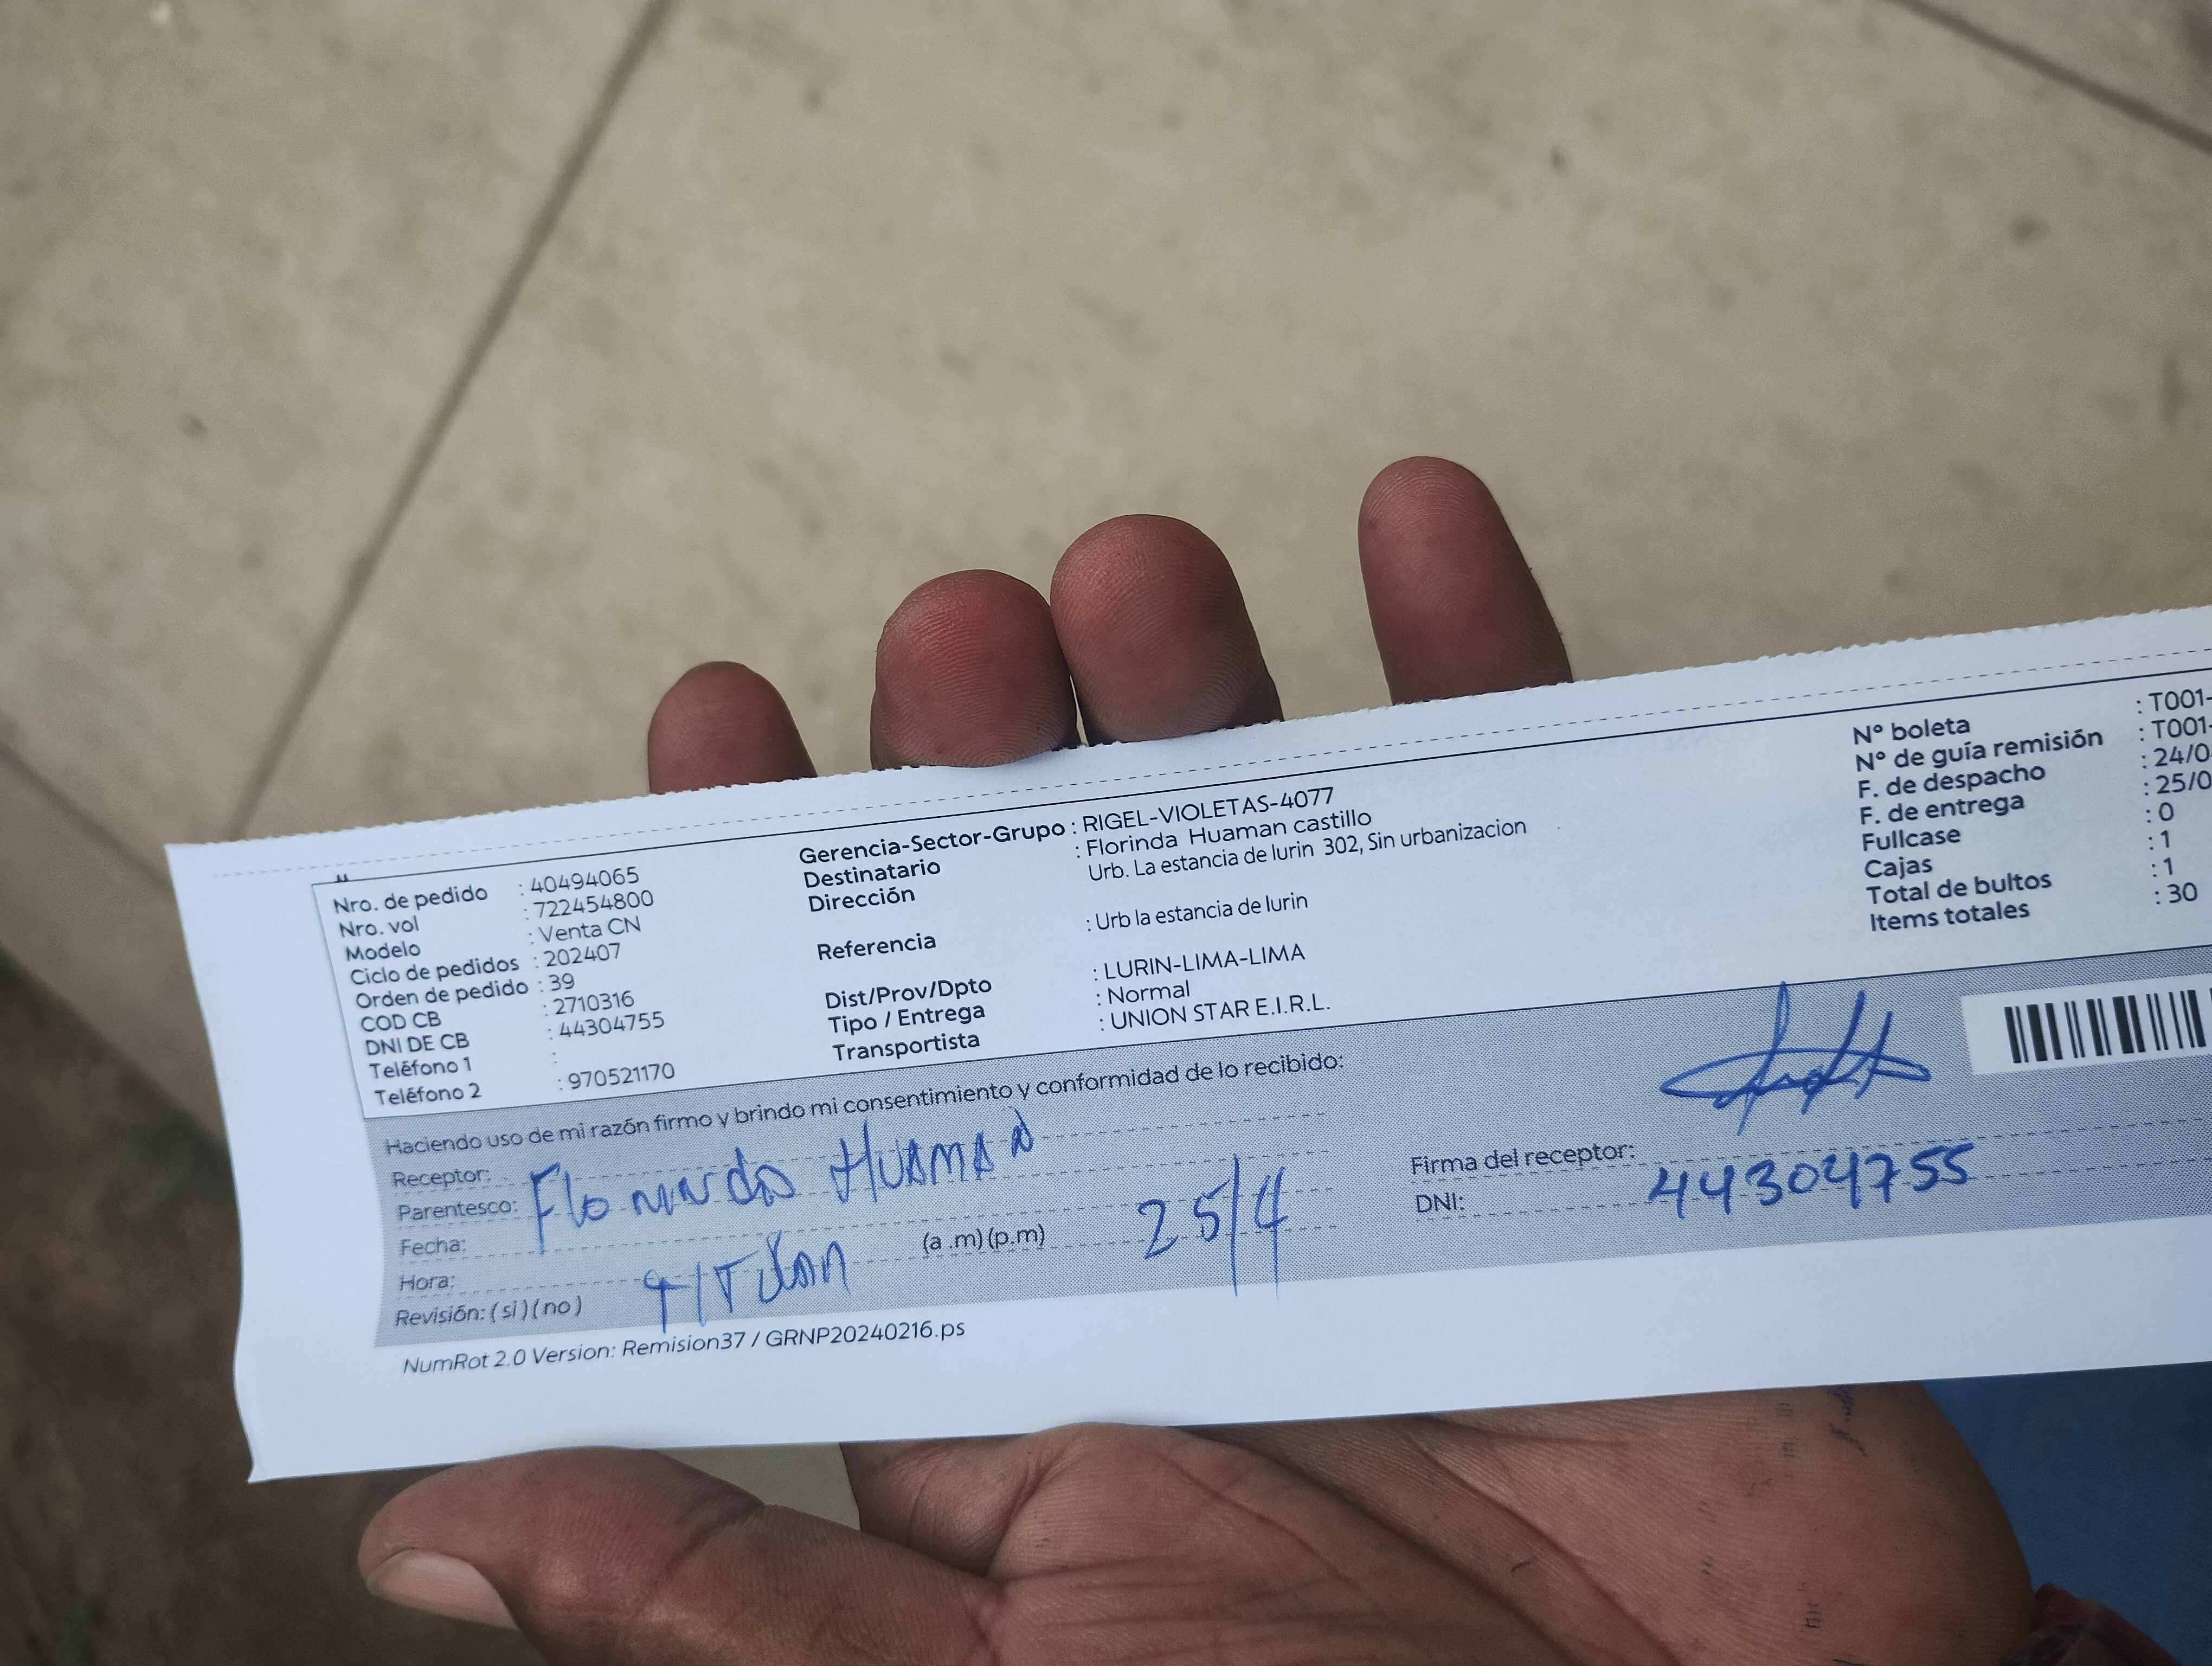 Nro. de pedido : 40494065
Nro. vol : 722454800
Modelo : Venta CN
Ciclo de pedidos : 202407
Orden de pedido : 39
COD CB : 2710316
DNI DE CB : 44304755
Teléfono 1 :
Teléfono 2 : 970521170
Gerencia-Sector-Grupo : RIGEL-VIOLETAS-4077
Destinatario : Florinda Huaman castillo
Dirección Urb. La estancia de lurin 302, Sin urbanizacion
Referencia : Urb la estancia de lurin
Dist/Prov/Dpto : LURIN-LIMA-LIMA
Tipo / Entrega : Normal
Transportista : UNION STAR E.I.R.L.
N° boleta : T001-
N° de guía remisión : T001-
F. de despacho : 24/0
F. de entrega : 25/0
Fullcase : 0
Cajas : 1
Total de bultos : 1
Items totales : 30
Haciendo uso de mi razón firmo y brindo mi consentimiento y conformidad de lo recibido:
Receptor:
Parentesco: Huaman
Fecha:
Hora: (a .m) (p.m) 25/4
Revisión: ( si ) ( no )
Firma del receptor:
DNI: 44304755
NumRot 2.0 Version: Remision37 / GRNP20240216.ps